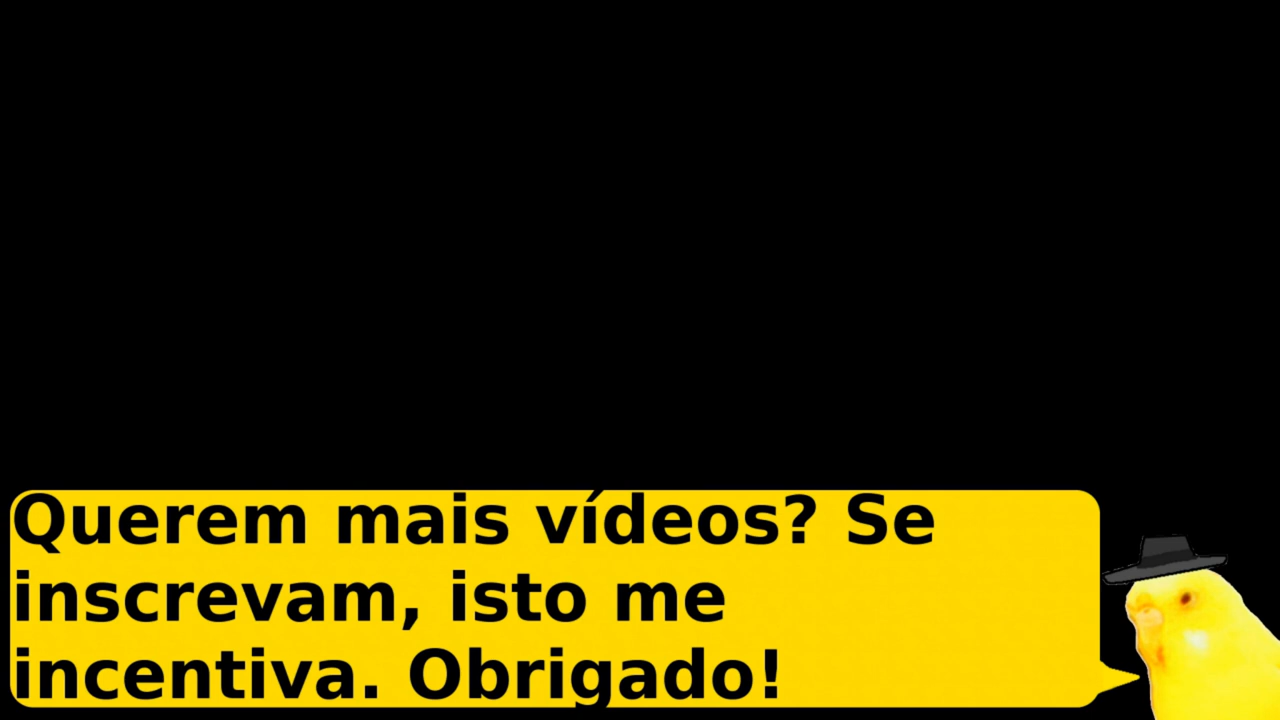 Querem mais vídeos? Se
inscrevam, isto me
incentiva. Obrigado!